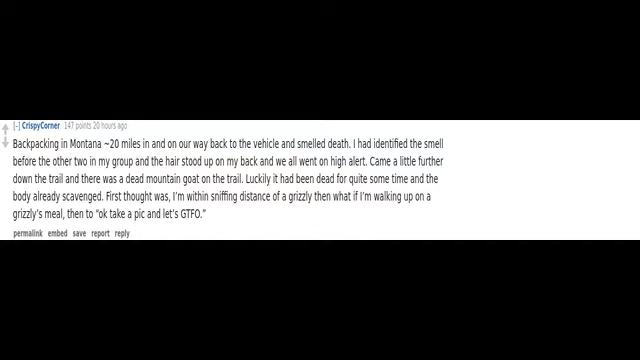 [-] CrispyCorner 147 points 20 hours ago
Backpacking in Montana ~20 miles in and on our way back to the vehicle and smelled death. I had identified the smell
before the other two in my group and the hair stood up on my back and we all went on high alert. Came a little further
down the trail and there was a dead mountain goat on the trail. Luckily it had been dead for quite some time and the
body already scavenged. First thought was, I'm within sniffing distance of a grizzly then what if I'm walking up on a
grizzly's meal, then to “ok take a pic and let's GTFO.”
permalink embed save report reply